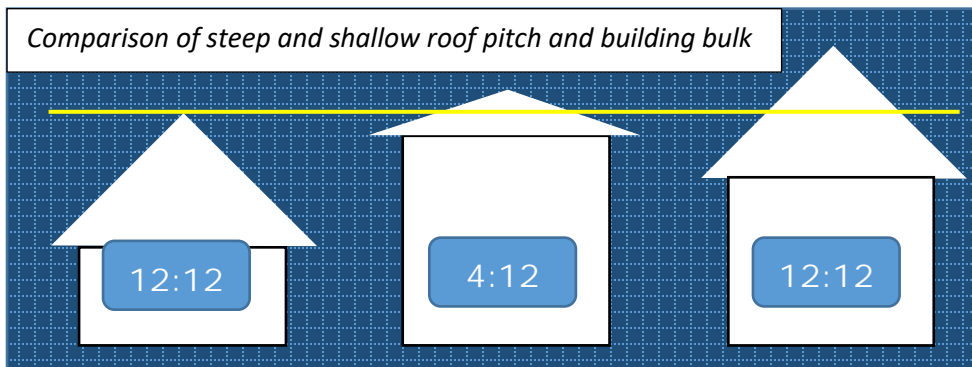 Comparison of steep and shallow roof pitch and building bulk
12:12
4:12
12:12